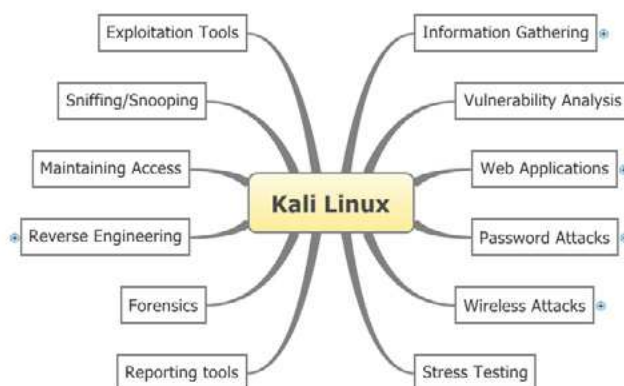 Exploitation Tools
Information Gathering
Sniffing/Snooping
Vulnerability Analysis
Maintaining Access
Web Applications
Kali Linux
Reverse Engineering
Password Attacks
Forensics
Wireless Attacks
Reporting tools
Stress Testing